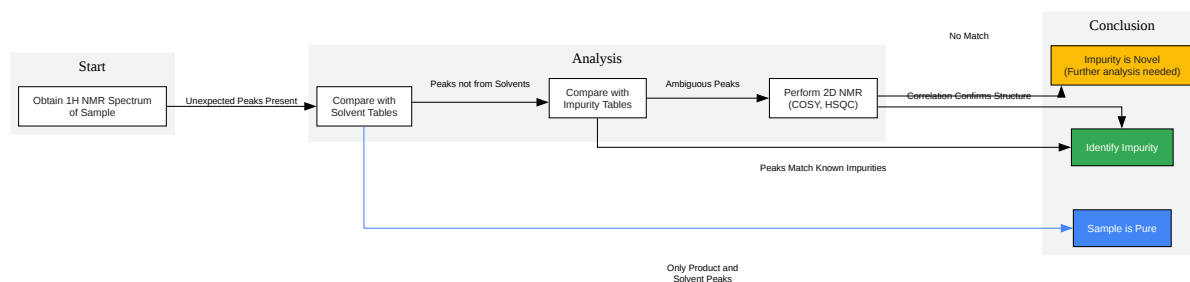 Start
Obtain 1H NMR Spectrum
of Sample
Unexpected Peaks Present
Analysis
Compare with
Solvent Tables
Peaks not from Solvents
Compare with
Impurity Tables
Ambiguous Peaks
Perform 2D NMR
(COSY, HSQC)
No Match
Correlation Confirms Structure
Peaks Match Known Impurities
Only Product and
Solvent Peaks
Conclusion
Impurity is Novel
(Further analysis needed)
Identify Impurity
Sample is Pure